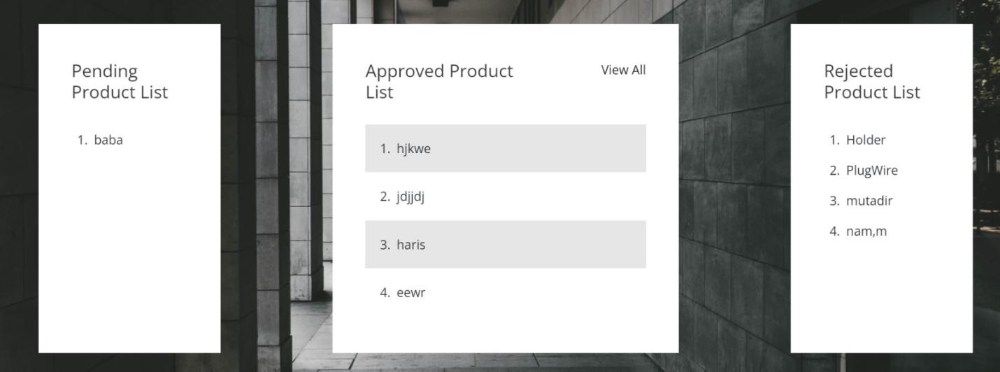 Pending
Product List
1. baba
Approved Product
List
View All
1. hjkwe
2. jdjjdj
3. haris
4. eewr
Rejected
Product List
1. Holder
2. PlugWire
3. mutadir
4. nam,m